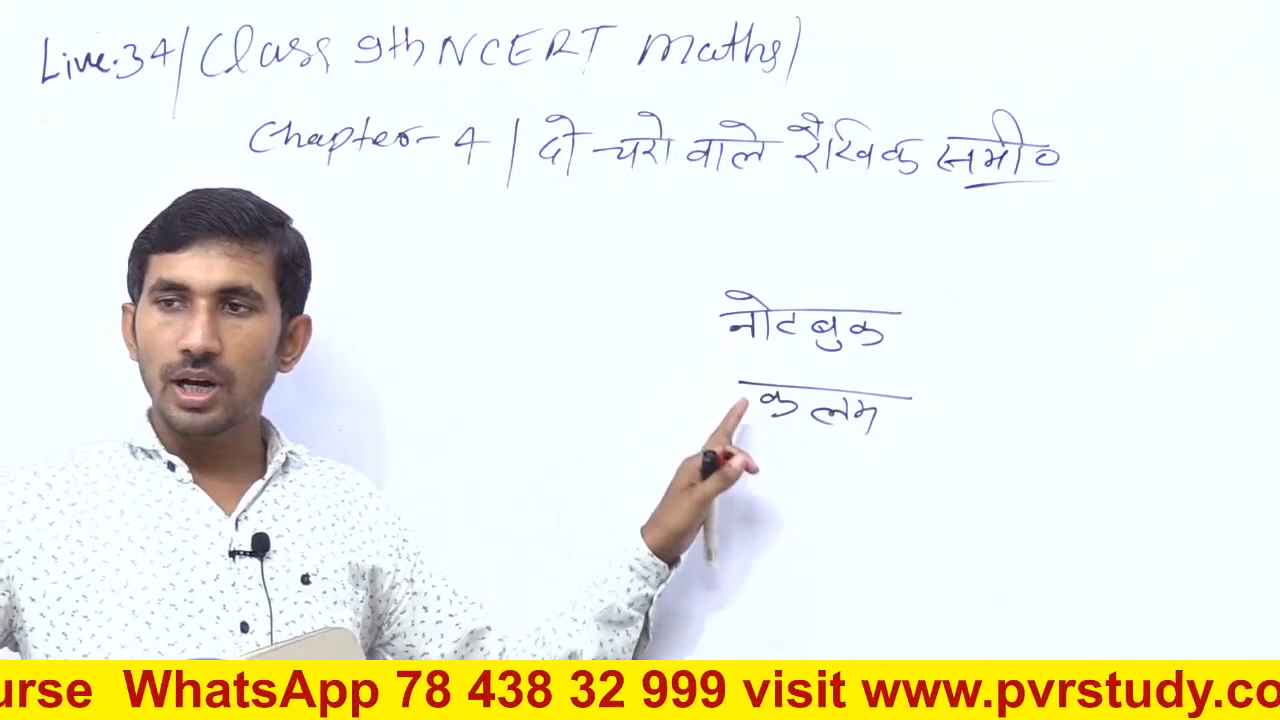 Live.34/Class 9th NCERT Maths/
Chapter-4/दो चरो वाले रैखिक समी०
नोटबुक
कलम
urse WhatsApp 78 438 32 999 visit www.pvrstudy.co